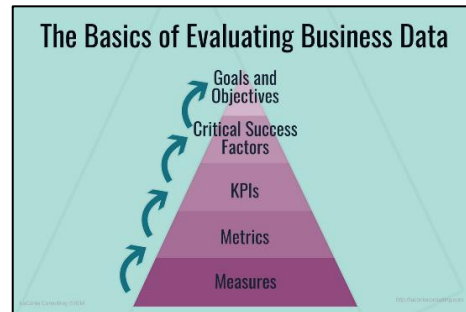 The Basics of Evaluating Business Data
Goals and
Objectives
Critical Success
Factors
KPIs
Metrics
Measures